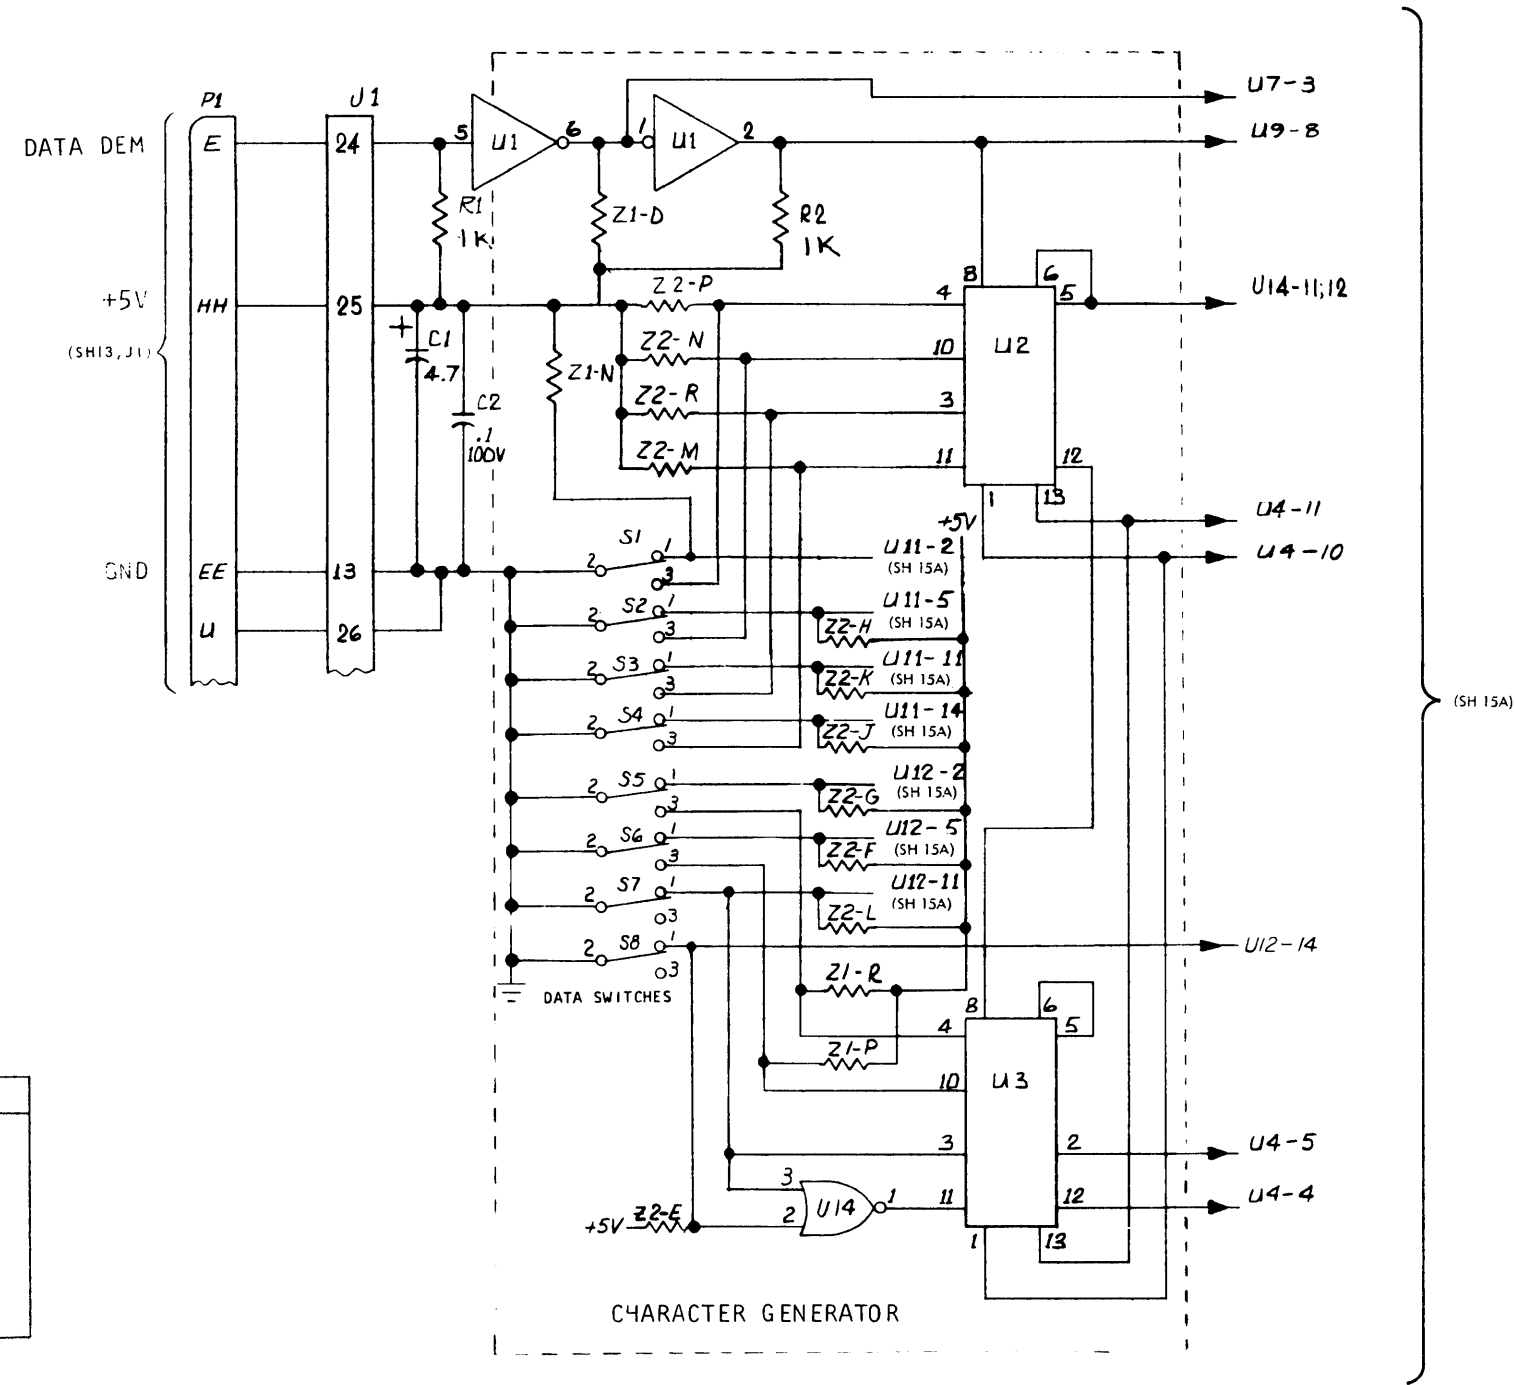 U7-3
P1
J1
DATA DEM
E
24
5
U1
6
1
U1
2
U9-8
R1
1K
Z1-D
R2
1K
+5V
HH
25
Z2-P
4
8
6
5
U14-11,12
(SH13, J1)
+
C1
4.7
Z1-N
Z2-N
10
U2
Z2-R
3
C2
.1
100V
Z2-M
11
12
1
13
U4-11
+5V
GND
EE
13
2
S1
1
3
U11-2
(SH 15A)
U4-10
U
26
2
S2
1
3
U11-5
(SH 15A)
Z2-H
2
S3
1
3
U11-11
(SH 15A)
Z2-K
(SH 15A)
2
S4
1
3
U11-14
(SH 15A)
Z2-J
2
S5
1
3
U12-2
(SH 15A)
Z2-G
2
S6
1
3
U12-5
(SH 15A)
Z2-F
2
S7
1
3
U12-11
(SH 15A)
Z2-L
2
S8
1
3
U12-14
DATA SWITCHES
Z1-R
8
6
4
5
Z1-P
10
U3
3
2
U4-5
3
+5V
Z2-E
2
U14
1
11
12
U4-4
1
13
CHARACTER GENERATOR